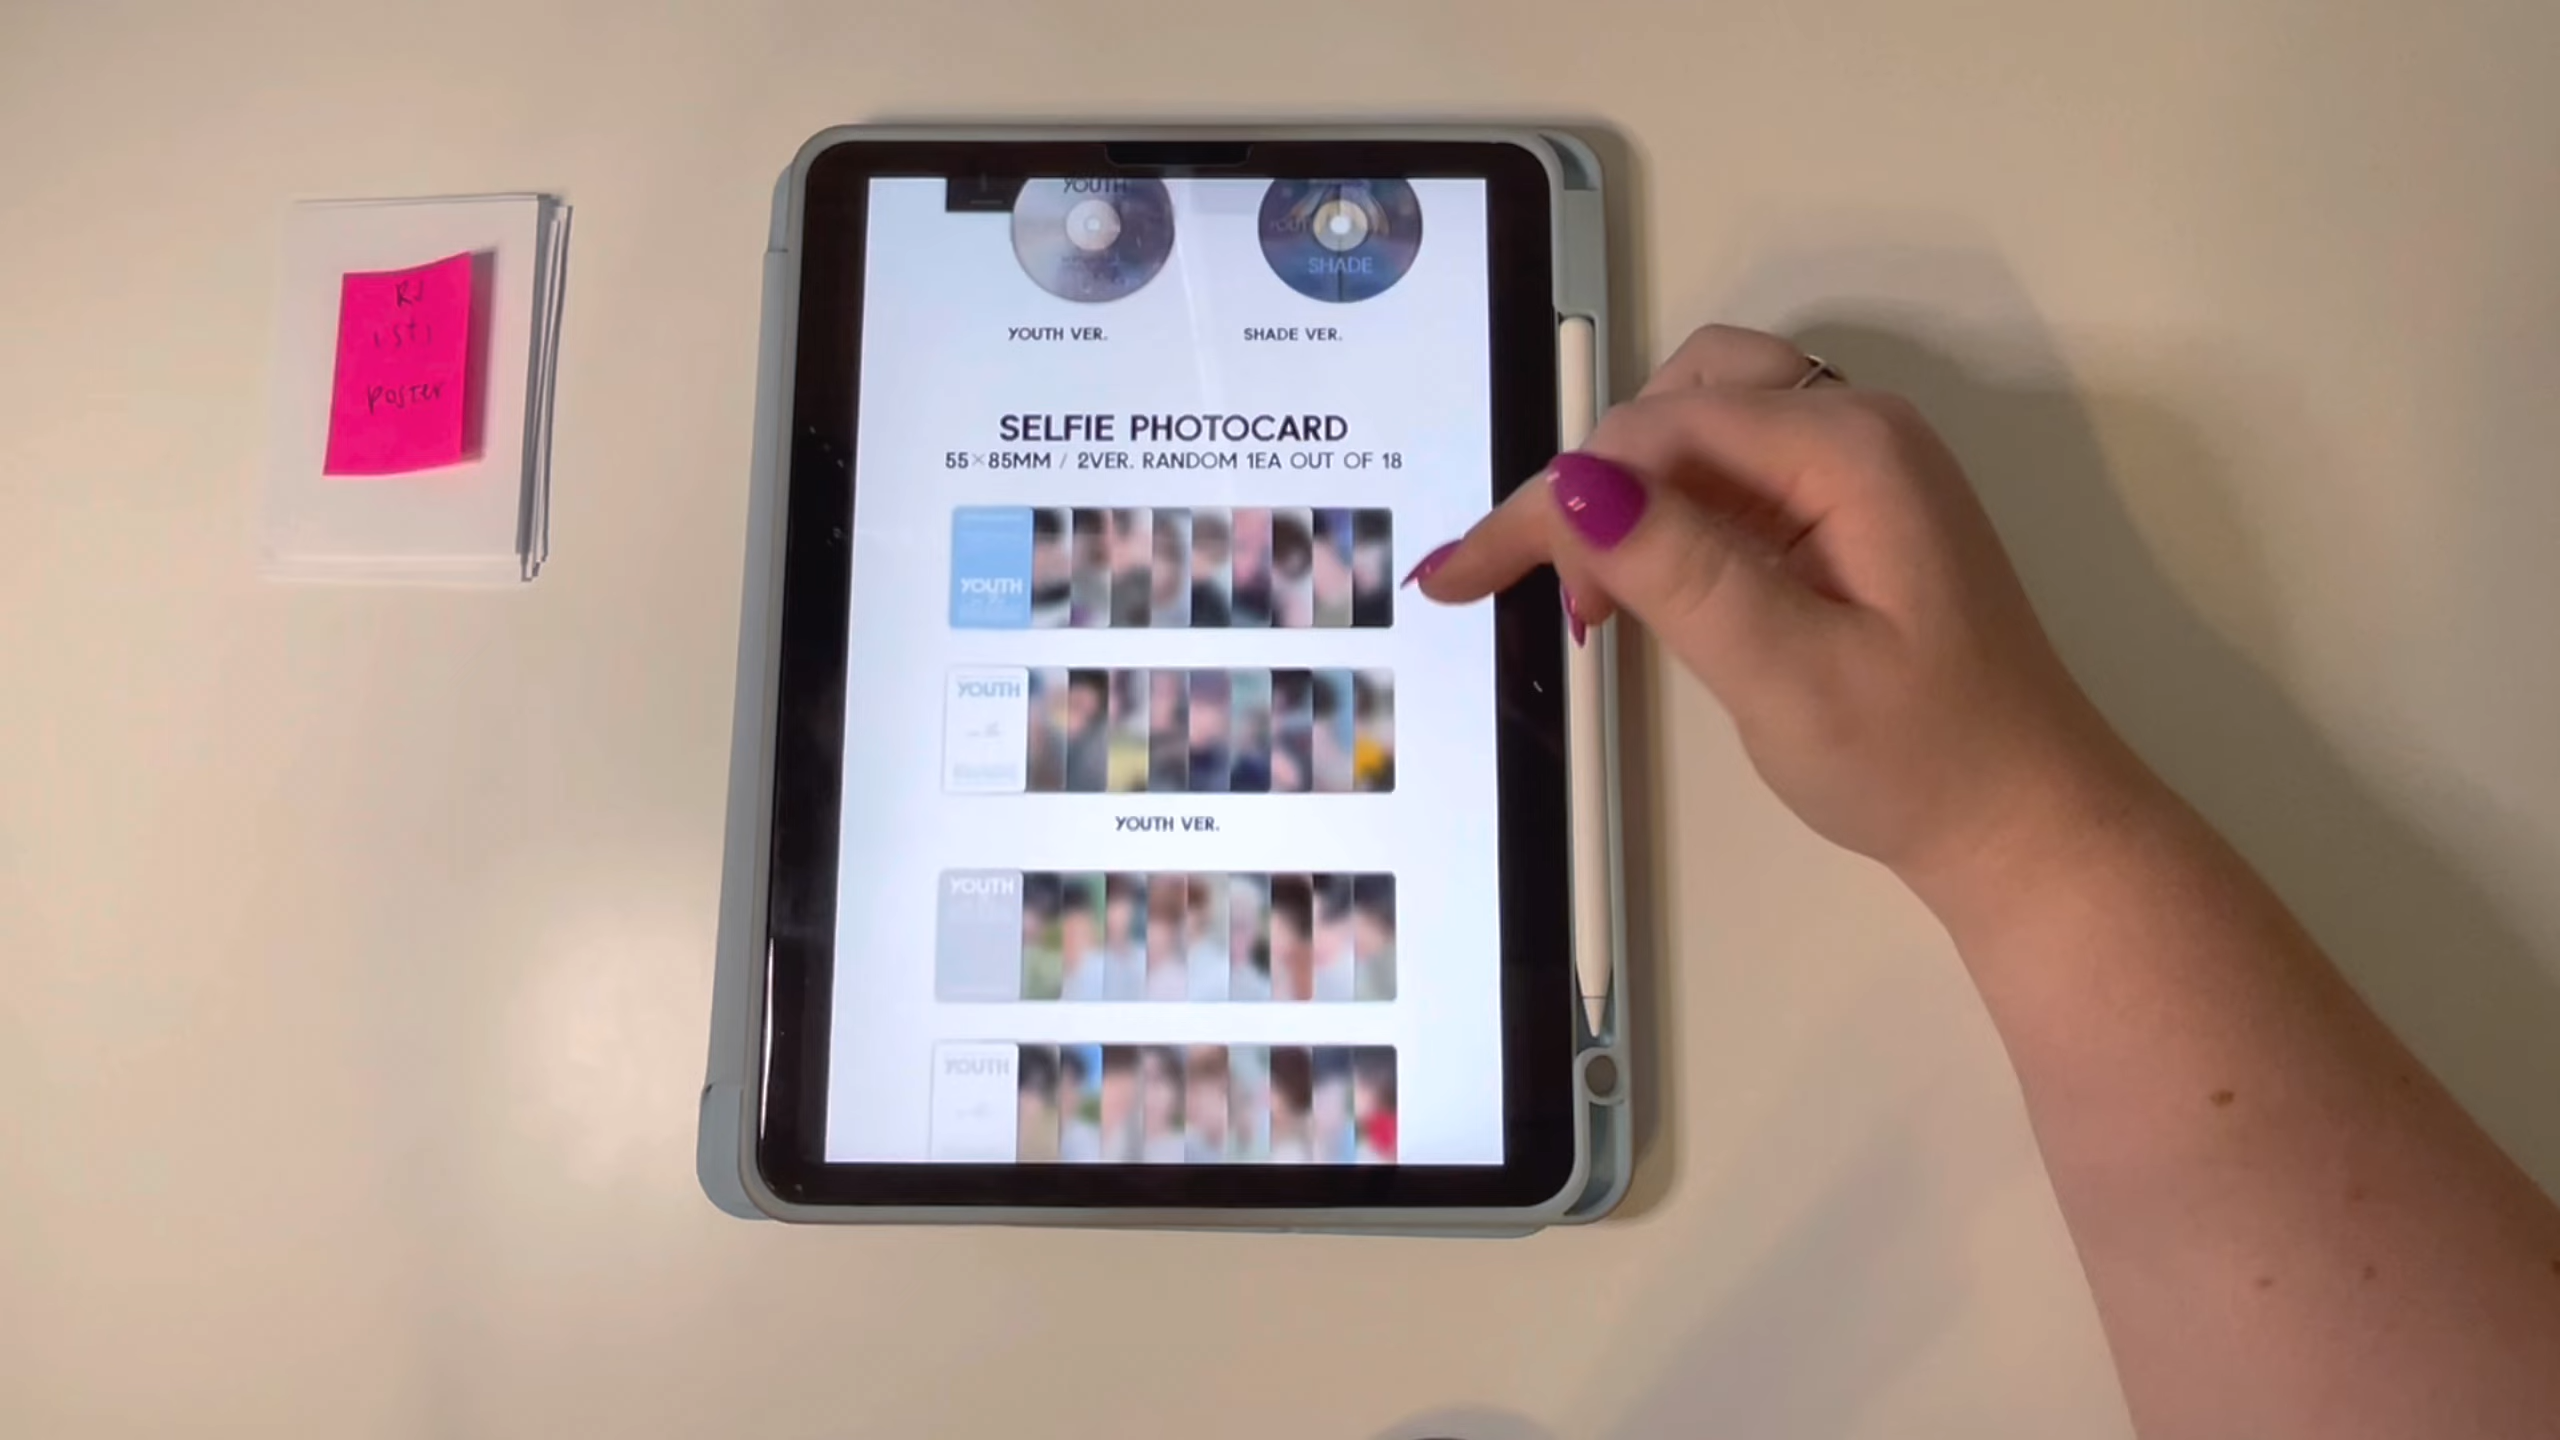 YOUTH
SHADE
YOUTH VER.
SHADE VER.
SELFIE PHOTOCARD
55×85MM / 2VER. RANDOM 1EA OUT OF 18
YOUTH
YOUTH
YOUTH VER.
YOUTH
YOUTH
poster